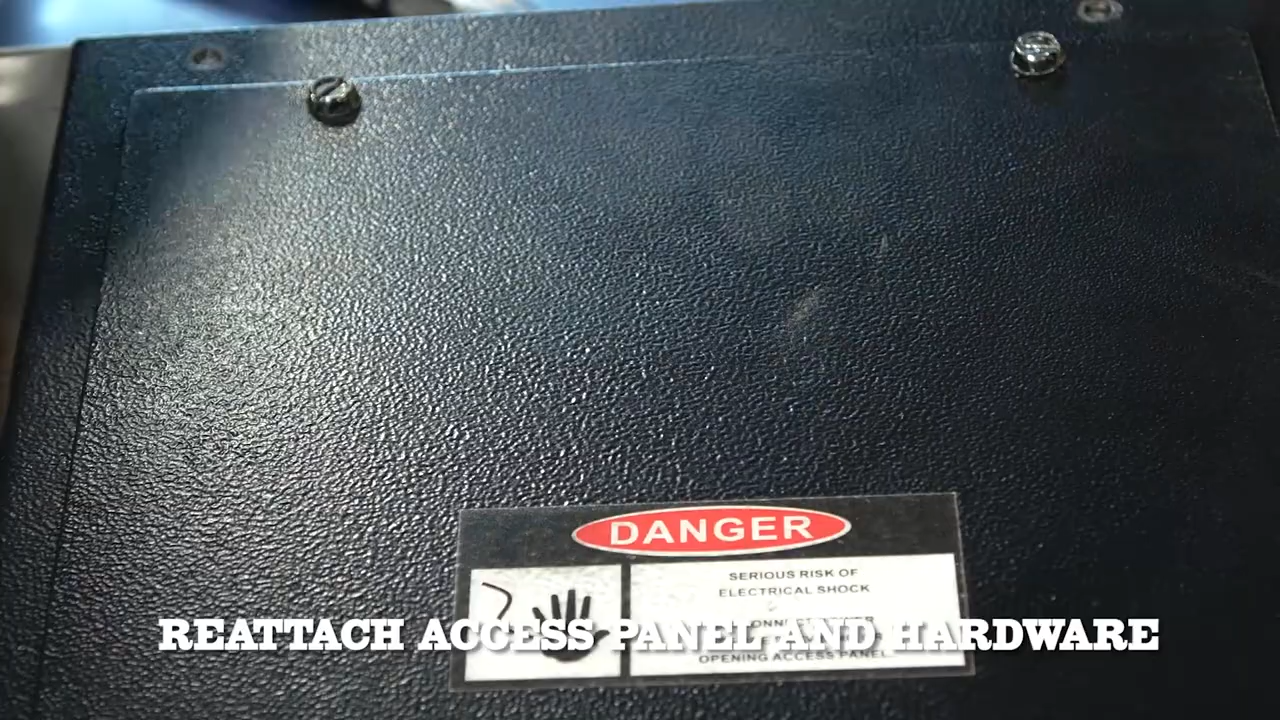 DANGER
SERIOUS RISK OF
ELECTRICAL SHOCK
REATTACH ACCESS PANEL AND HARDWARE
OPENING ACCESS PANEL